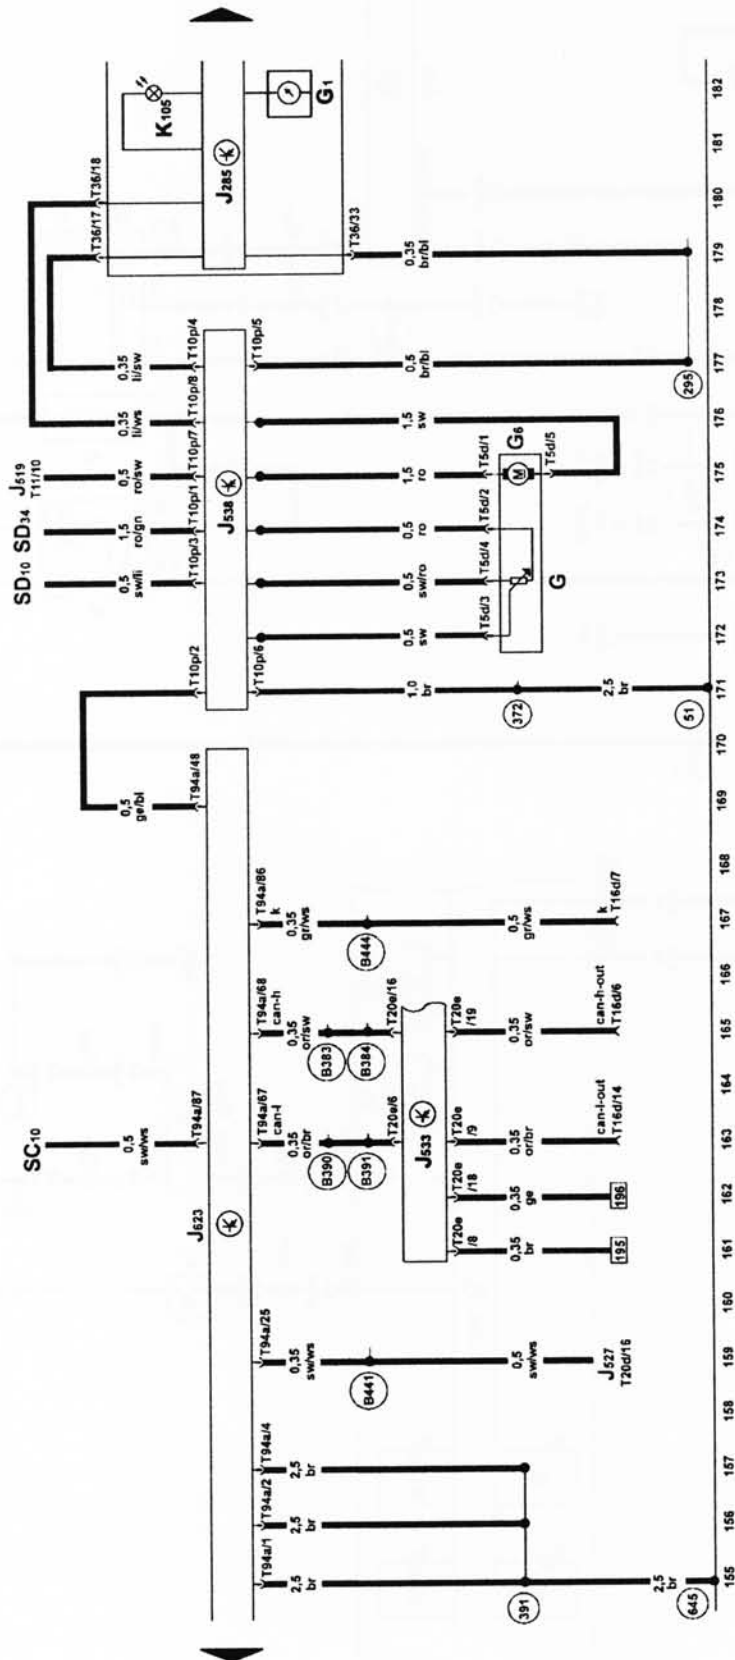 SC10
SD10 SD34 J519
T11/10
0,5
sw/ws
0,5
ge/bl
0,5
sw/li
1,5
ro/gn
0,5
ro/sw
0,35
li/ws
0,35
li/sw
T94a/87
T94a/48
T10p/2
T10p/3
T10p/1
T10p/7
T10p/8
T10p/4
T36/17
T36/18
K105
J623
J538
J285
G1
T94a/1
T94a/2
T94a/4
T94a/25
T94a/67
can-l
T94a/68
can-h
T94a/86
k
T10p/6
T10p/5
T36/33
2,5
br
2,5
br
2,5
br
0,35
sw/ws
0,35
or/br
0,35
or/sw
0,35
gr/ws
B390
B383
B441
B391
B384
B444
T20e/6
T20e/16
J533
T20e
/8
T20e
/18
T20e
/9
T20e
/19
1,0
br
0,5
sw
0,5
sw/ro
0,5
ro
1,5
ro
1,5
sw
0,5
br/bl
0,35
br/bl
T5d/3
T5d/4
T5d/2
T5d/1
G6
M
T5d/5
G
391
372
0,5
sw/ws
0,35
br
0,35
ge
0,35
or/br
0,35
or/sw
0,5
gr/ws
J527
T20d/16
195
196
can-l-out
T16d/14
can-h-out
T16d/6
k
T16d/7
2,5
br
2,5
br
645
51
295
155 156 157 158 159 160 161 162 163 164 165 166 167 168 169 170 171 172 173 174 175 176 177 178 179 180 181 182